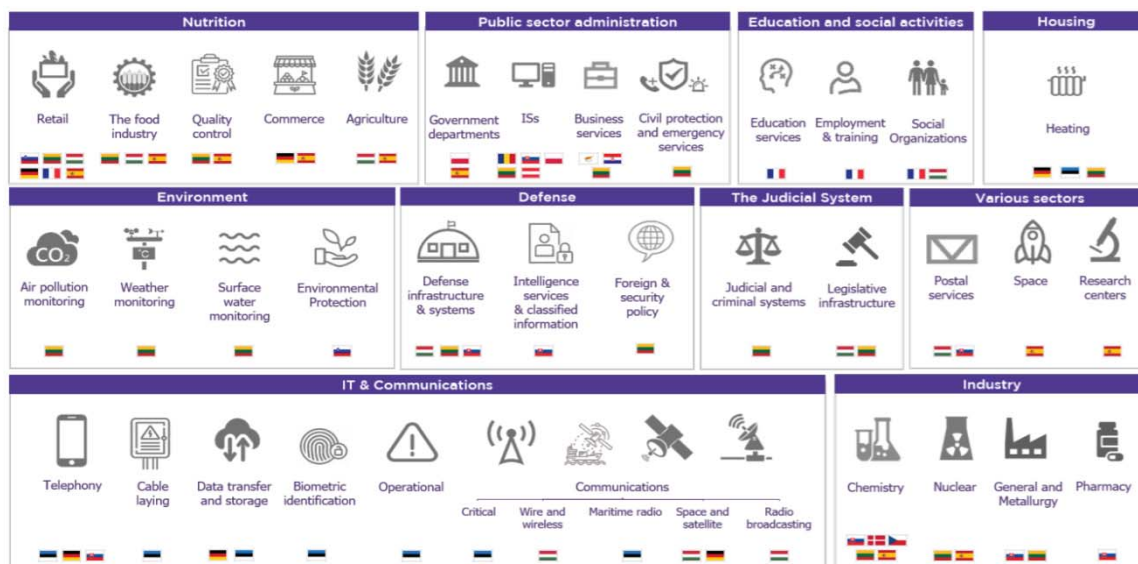 Nutrition
Retail
The food
industry
Quality
control
Commerce
Agriculture
Public sector administration
Government
departments
ISs
Business
services
Civil protection
and emergency
services
Education and social activities
Education
services
Employment
& training
Social
Organizations
Housing
Heating
Environment
CO2
Air pollution
monitoring
Weather
monitoring
C
Surface
water
monitoring
Environmental
Protection
Defense
Defense
infrastructure
& systems
Intelligence
services
& classified
information
Foreign &
security
policy
The Judicial System
Judicial and
criminal systems
Legislative
infrastructure
Various sectors
Postal
services
Space
Research
centers
IT & Communications
Telephony
Cable
laying
Data transfer
and storage
Biometric
identification
Operational
Communications
Critical
Wire and
wireless
Maritime radio
Space and
satellite
Radio
broadcasting
Industry
Chemistry
Nuclear
General and
Metallurgy
Pharmacy